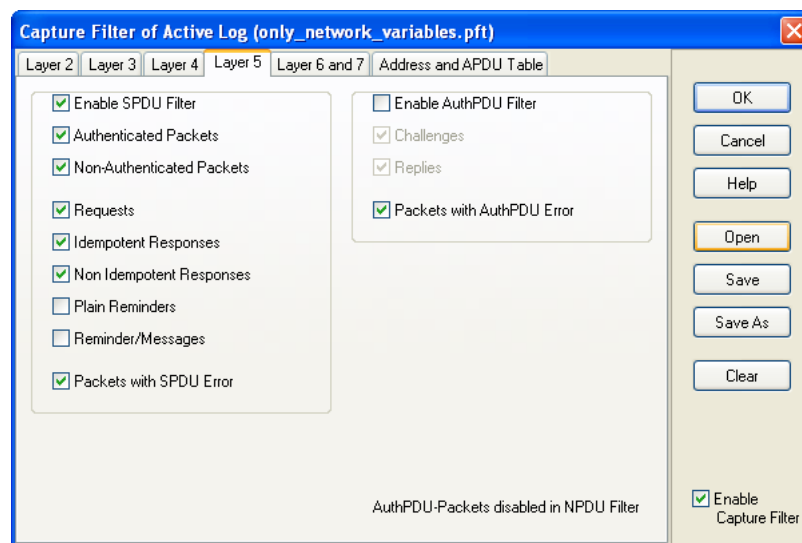 Capture Filter of Active Log (only_network_variables.pft)
Layer 2 Layer 3 Layer 4 Layer 5 Layer 6 and 7 Address and APDU Table
Enable SPDU Filter
Authenticated Packets
Non-Authenticated Packets
Requests
Idempotent Responses
Non Idempotent Responses
Plain Reminders
Reminder/Messages
Packets with SPDU Error
Enable AuthPDU Filter
Challenges
Replies
Packets with AuthPDU Error
AuthPDU-Packets disabled in NPDU Filter
OK
Cancel
Help
Open
Save
Save As
Clear
Enable
Capture Filter